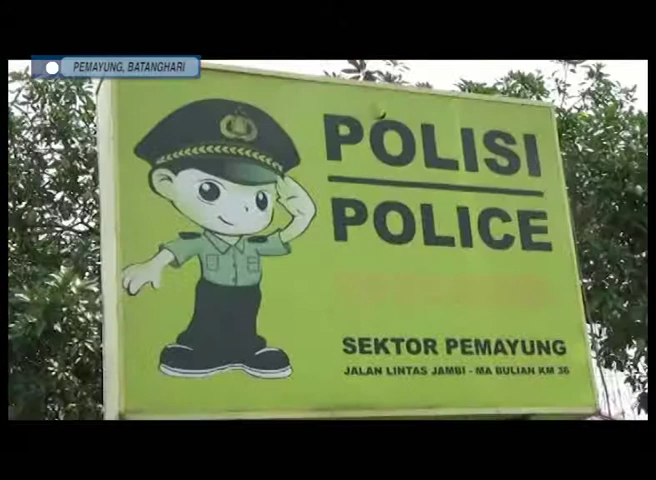 PEMAYUNG, BATANGHARI
POLISI
POLICE
SEKTOR PEMAYUNG
JALAN LINTAS JAMBI - MA BULIAN KM 36